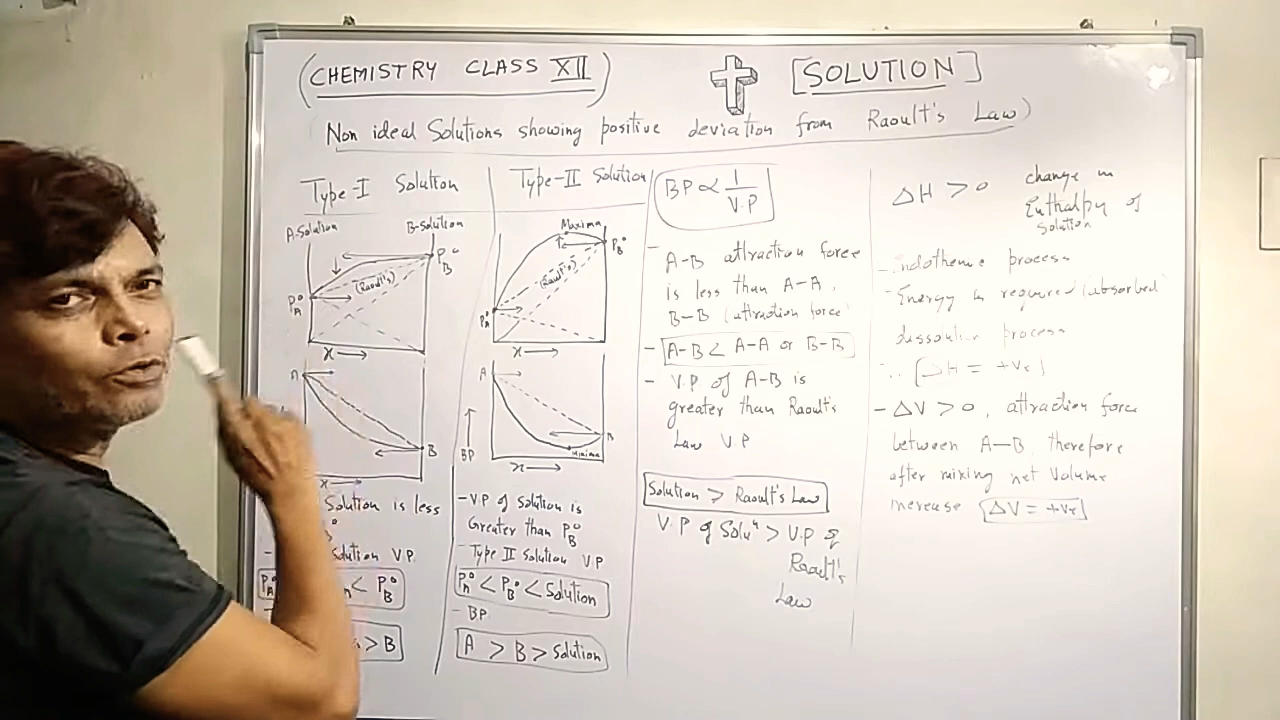 (CHEMISTRY CLASS XII)
[SOLUTION]
(Non ideal Solutions showing positive deviation from Raoult's Law)
Type-I Solution
A-Solution
B-Solution
P°B
(Raoult's)
P°A
x →
A
B
x →
Solution is less
Solution V.P.
< P°B
> B
Type-II Solution
Maxima
P°B
(Raoult's)
P°A
x →
A
B
BP
Minima
x →
- V.P of Solution is
Greater than P°B
Type II Solution V.P
P°A < P°B < Solution
- BP
A > B > Solution
BP ∝ 1/V.P
- A-B attraction force
is less than A-A,
B-B (attraction force)
- A-B < A-A or B-B
- V.P of A-B is
greater than Raoult's
Law V.P
Solution > Raoult's Law
V.P of Solun > V.P of
Raoult's
Law
ΔH > 0
change in
Enthalpy of
Solution
process
- Energy is required (absorbed)
process
∴ (ΔH = +ve)
- ΔV > 0, attraction force
between A-B, therefore
after mixing net Volume
increase (ΔV = +ve)